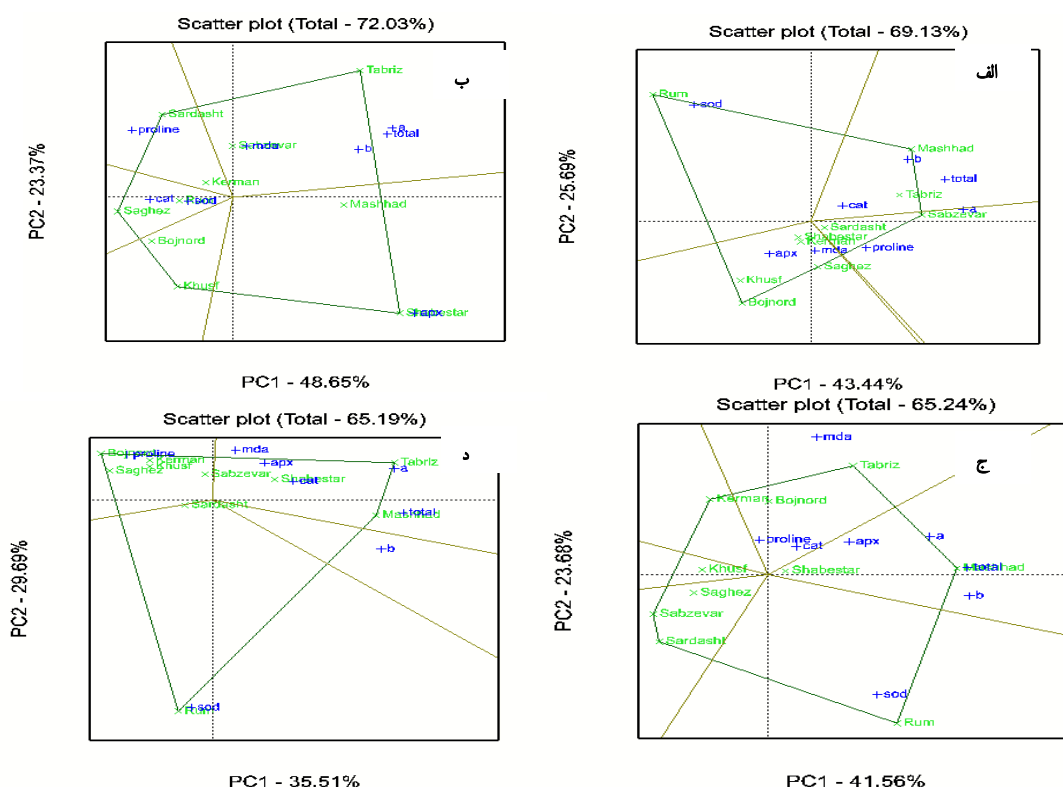 Scatter plot (Total - 72.03%)
ب
PC2 - 23.37%
Tabriz
Sardasht
proline
a
total
Sabzevar
mda
b
Kerman
cat
sod
Saghez
Mashhad
Bojnord
Khusf
Shabestar
apx
PC1 - 48.65%
Scatter plot (Total - 69.13%)
الف
PC2 - 25.69%
Rum
sod
Mashhad
b
total
Tabriz
cat
a
Sabzevar
Sardasht
Shabestar
Kerman
proline
apx
mda
Saghez
Khusf
Bojnord
PC1 - 43.44%
Scatter plot (Total - 65.19%)
د
PC2 - 29.69%
Bojnord
proline
mda
Kerman
apx
Tabriz
Khusf
a
Saghez
Sabzevar
Shabestar
cat
Sardasht
total
Mashhad
b
Rum
sod
PC1 - 35.51%
Scatter plot (Total - 65.24%)
ج
PC2 - 23.68%
mda
Tabriz
Kerman
Bojnord
proline
cat
apx
a
Khusf
Shabestar
total
Mashhad
Saghez
b
Sabzevar
Sardasht
sod
Rum
PC1 - 41.56%